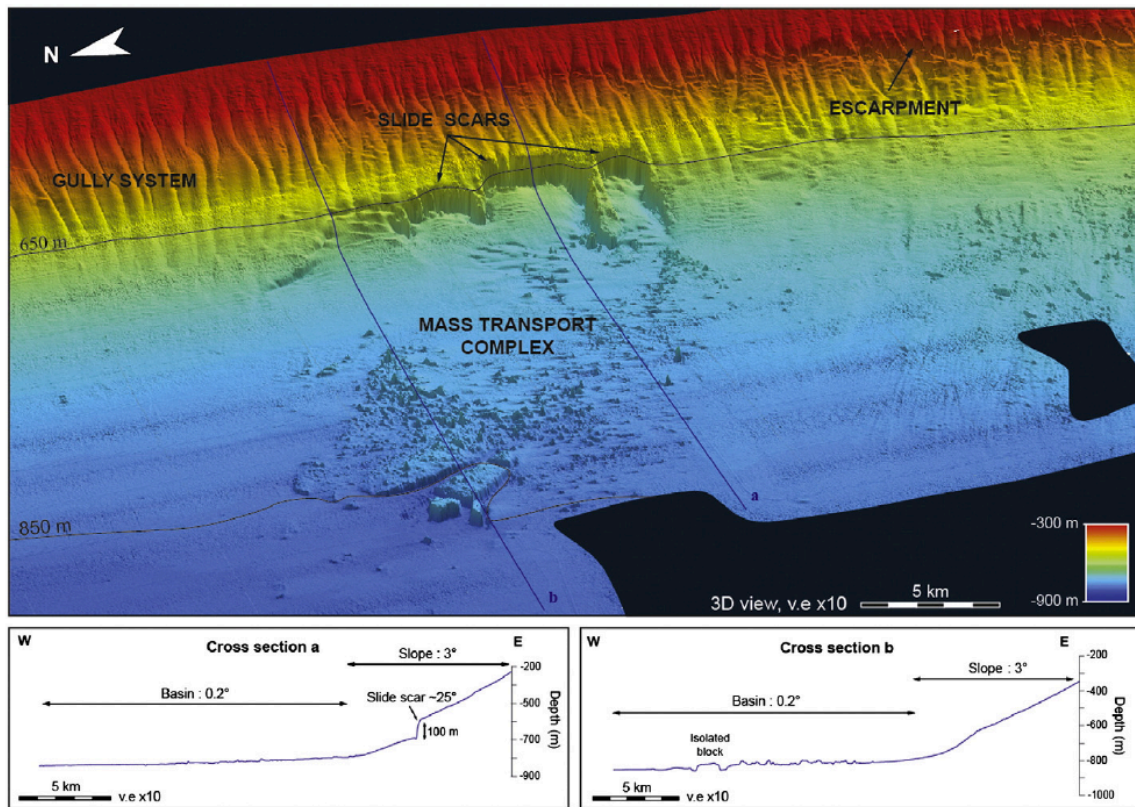 N
SLIDE SCARS
ESCARPMENT
GULLY SYSTEM
650 m
MASS TRANSPORT
COMPLEX
a
850 m
b
-300 m
-900 m
5 km
3D view, v.e x10
W
Cross section a
E
Slope : 3°
-200
Basin : 0.2°
Slide scar ~25°
-500
100 m
-700
-900
Depth (m)
5 km
v.e x10
W
Cross section b
E
Slope : 3°
-200
Basin : 0.2°
-400
Isolated
block
-600
-800
-1000
Depth (m)
5 km
v.e x10